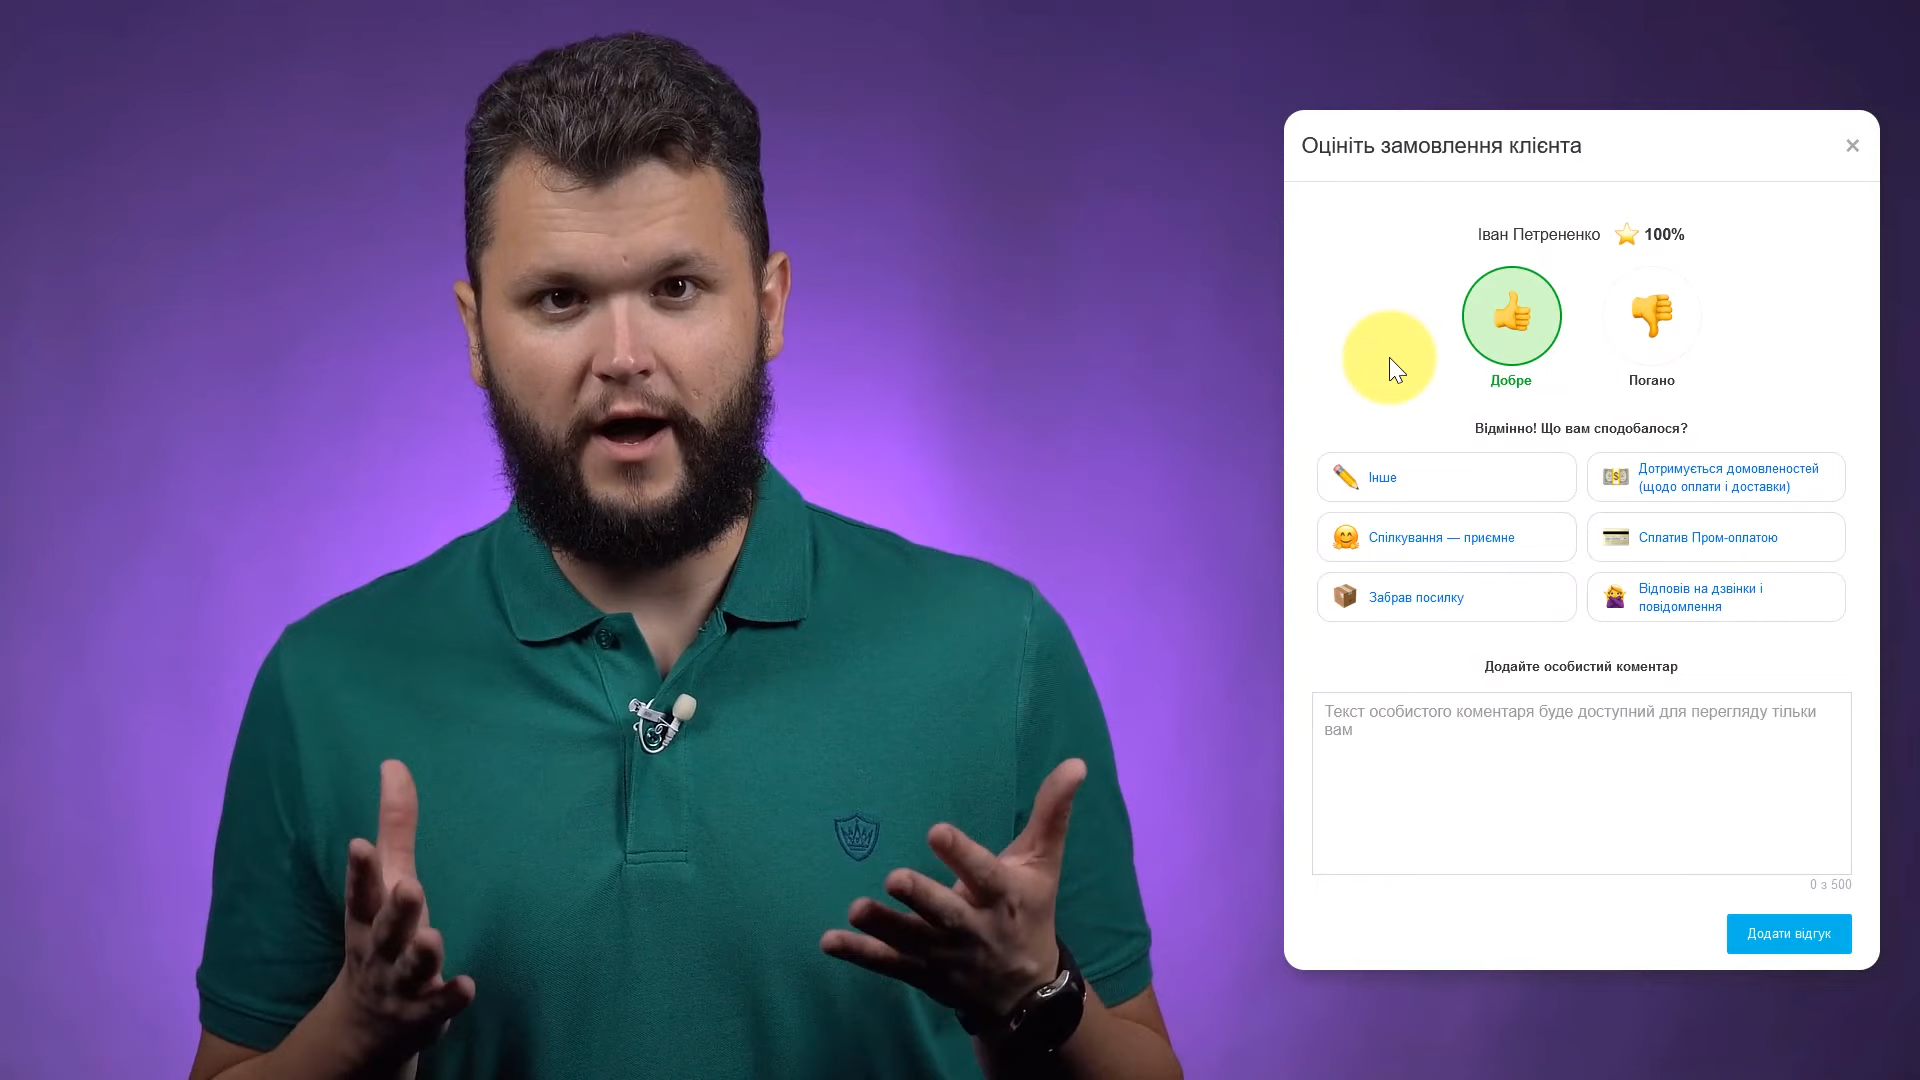 Оцініть замовлення клієнта
Іван Петрененко 100%
Добре
Погано
Відмінно! Що вам сподобалося?
Інше
Дотримується домовленостей
(щодо оплати і доставки)
Спілкування — приємне
Сплатив Пром-оплатою
Забрав посилку
Відповів на дзвінки і
повідомлення
Додайте особистий коментар
Текст особистого коментаря буде доступний для перегляду тільки
вам
0 з 500
Додати відгук